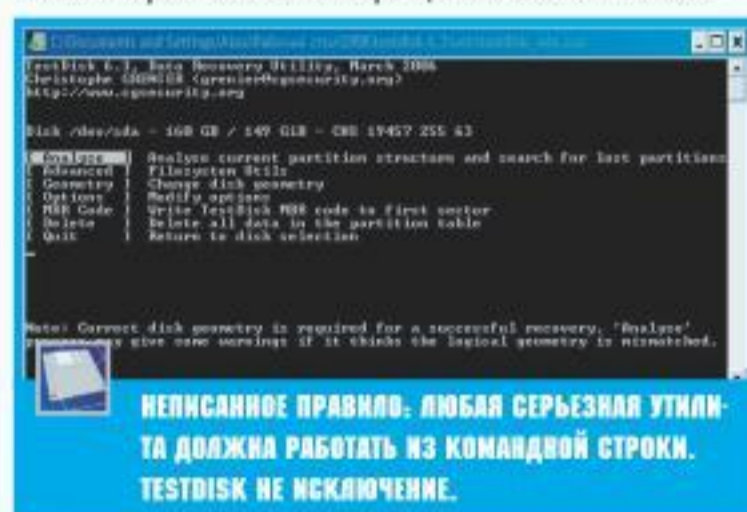 TestDisk 6.3, Data Recovery Utility, March 2006
Christophe GRENIER <grenier@cgsecurity.org>
http://www.cgsecurity.org
Disk /dev/sda - 160 GB / 149 GiB - CHS 19457 255 63
[ Analyse ] Analyse current partition structure and search for lost partitions
[ Advanced ] Filesystem Utils
[ Geometry ] Change disk geometry
[ Options ] Modify options
[ MBR Code ] Write TestDisk MBR code to first sector
[ Delete ] Delete all data in the partition table
[ Quit ] Return to disk selection
Note: Correct disk geometry is required for a successful recovery. 'Analyse'
give some warnings if it thinks the logical geometry is mismatched.
НЕПИСАННОЕ ПРАВИЛО: ЛЮБАЯ СЕРЬЕЗНАЯ УТИЛИ-
ТА ДОЛЖНА РАБОТАТЬ ИЗ КОМАНДНОЙ СТРОКИ.
TESTDISK НЕ ИСКЛЮЧЕНИЕ.